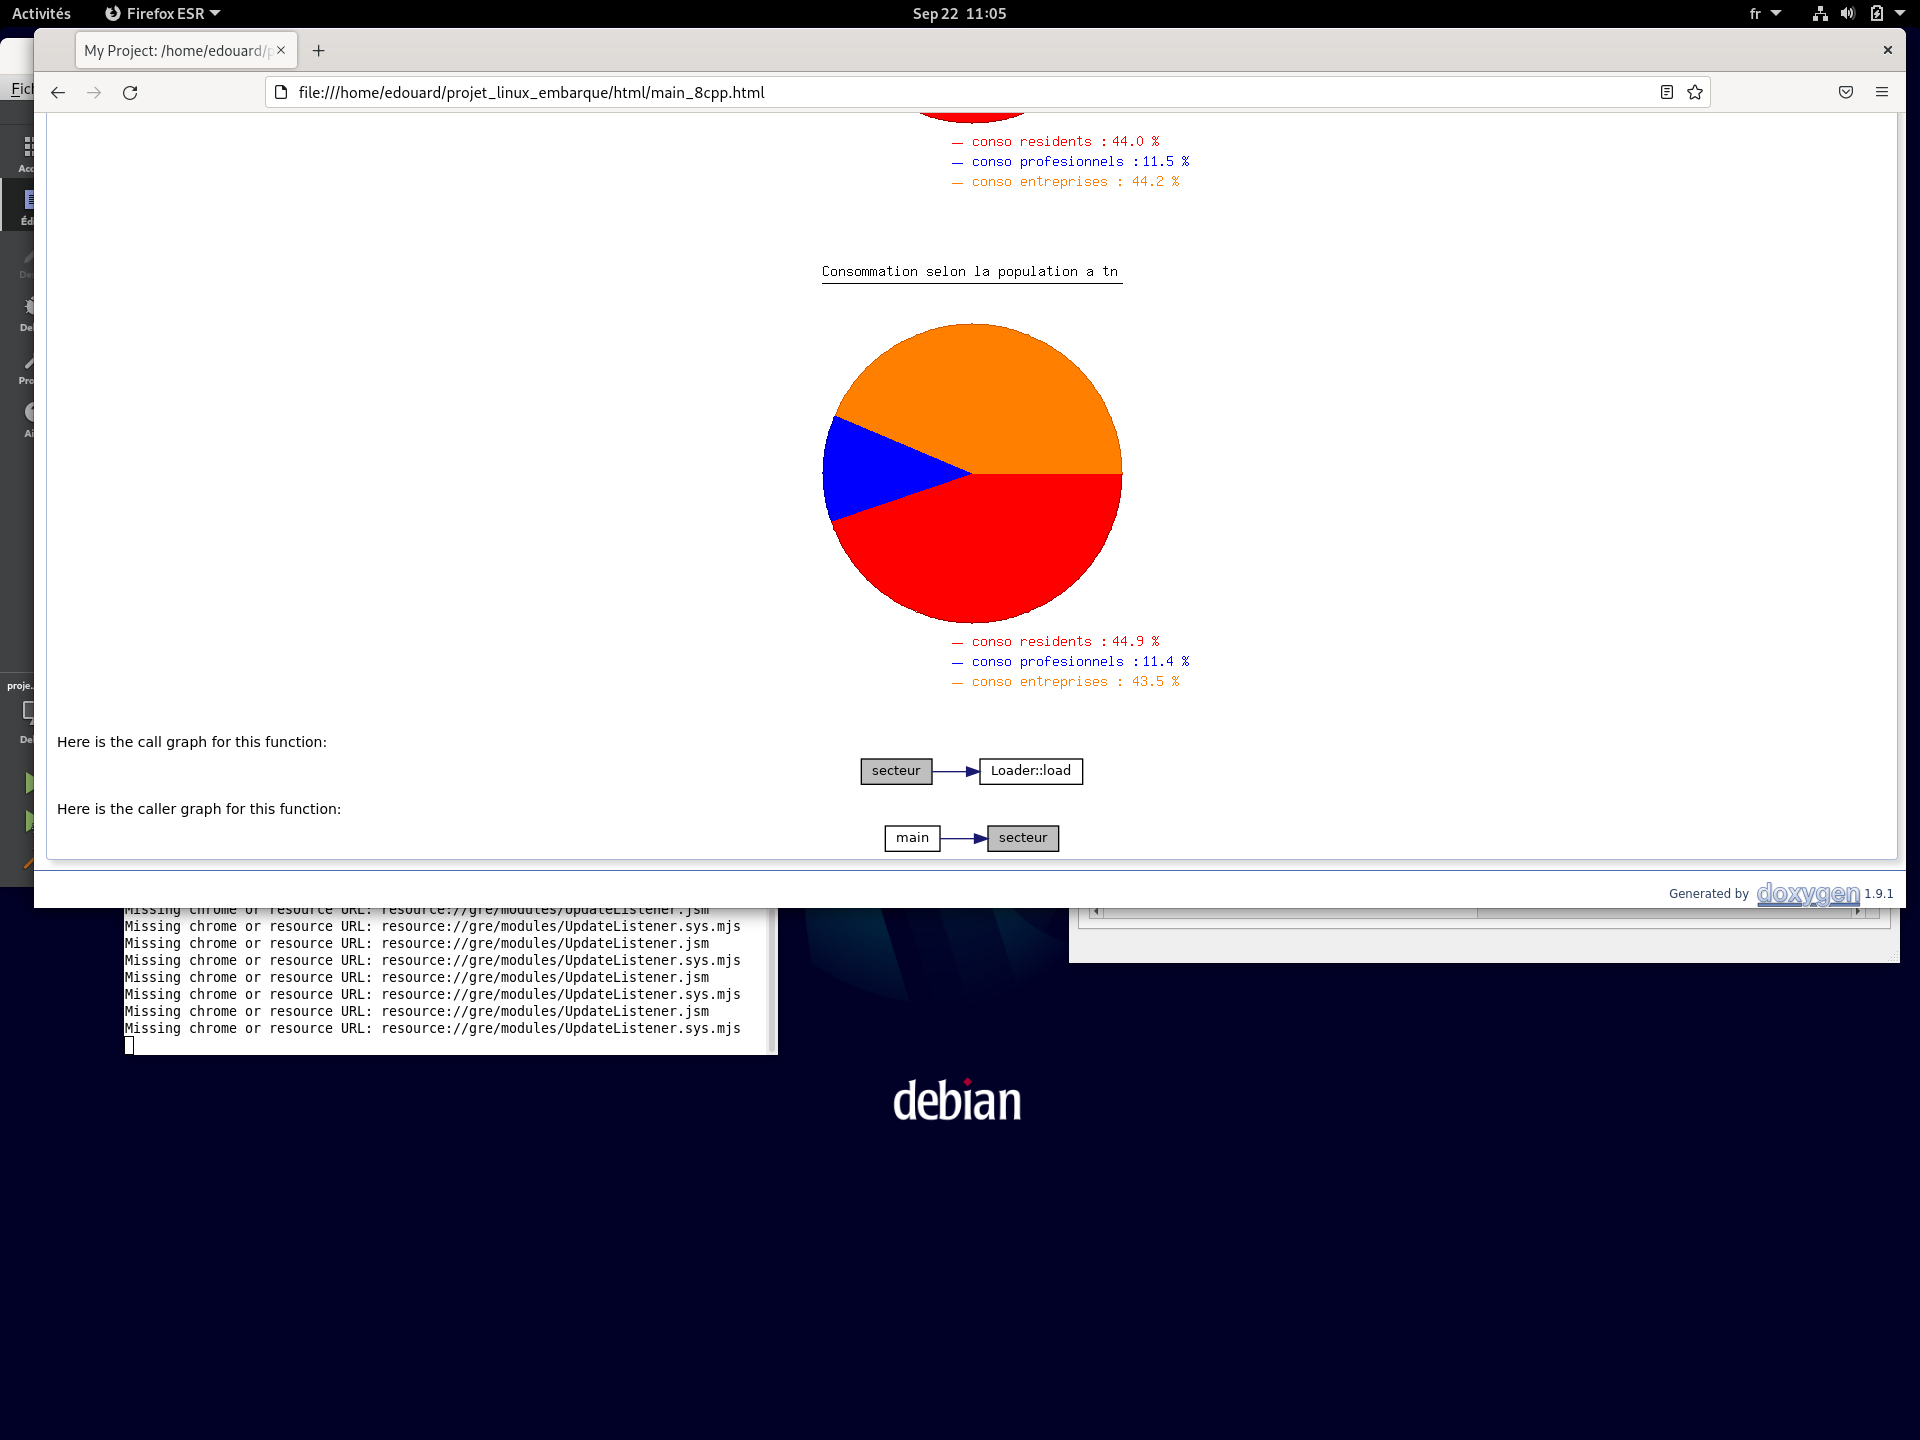 Activités Firefox ESR Sep 22 11:05 fr
My Project: /home/edouard/p
Fich
file:///home/edouard/projet_linux_embarque/html/main_8cpp.html
conso residents : 44.0 %
conso profesionnels : 11.5 %
conso entreprises : 44.2 %
Consommation selon la population a tn
conso residents : 44.9 %
conso profesionnels : 11.4 %
conso entreprises : 43.5 %
proje..
Here is the call graph for this function:
secteur Loader::load
Here is the caller graph for this function:
main secteur
Generated by doxygen 1.9.1
Missing chrome or resource URL: resource://gre/modules/UpdateListener.jsm
Missing chrome or resource URL: resource://gre/modules/UpdateListener.sys.mjs
Missing chrome or resource URL: resource://gre/modules/UpdateListener.jsm
Missing chrome or resource URL: resource://gre/modules/UpdateListener.sys.mjs
Missing chrome or resource URL: resource://gre/modules/UpdateListener.jsm
Missing chrome or resource URL: resource://gre/modules/UpdateListener.sys.mjs
Missing chrome or resource URL: resource://gre/modules/UpdateListener.jsm
Missing chrome or resource URL: resource://gre/modules/UpdateListener.sys.mjs
debian